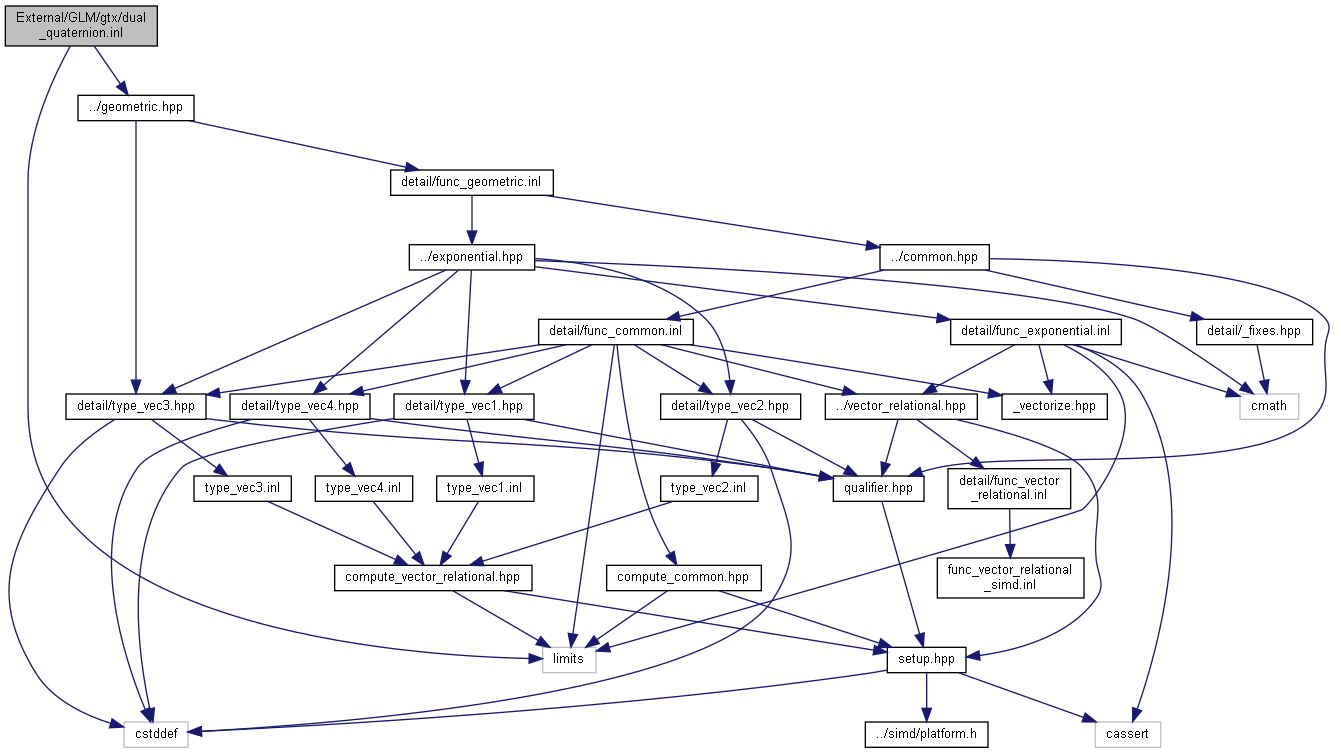 External/GLM/gtx/dual
_quaternion.inl
../geometric.hpp
detail/func_geometric.inl
../exponential.hpp
../common.hpp
detail/func_common.inl
detail/func_exponential.inl
detail/_fixes.hpp
detail/type_vec3.hpp
detail/type_vec4.hpp
detail/type_vec1.hpp
detail/type_vec2.hpp
../vector_relational.hpp
_vectorize.hpp
cmath
type_vec3.inl
type_vec4.inl
type_vec1.inl
type_vec2.inl
qualifier.hpp
detail/func_vector
_relational.inl
compute_vector_relational.hpp
compute_common.hpp
func_vector_relational
_simd.inl
limits
setup.hpp
cstddef
../simd/platform.h
cassert